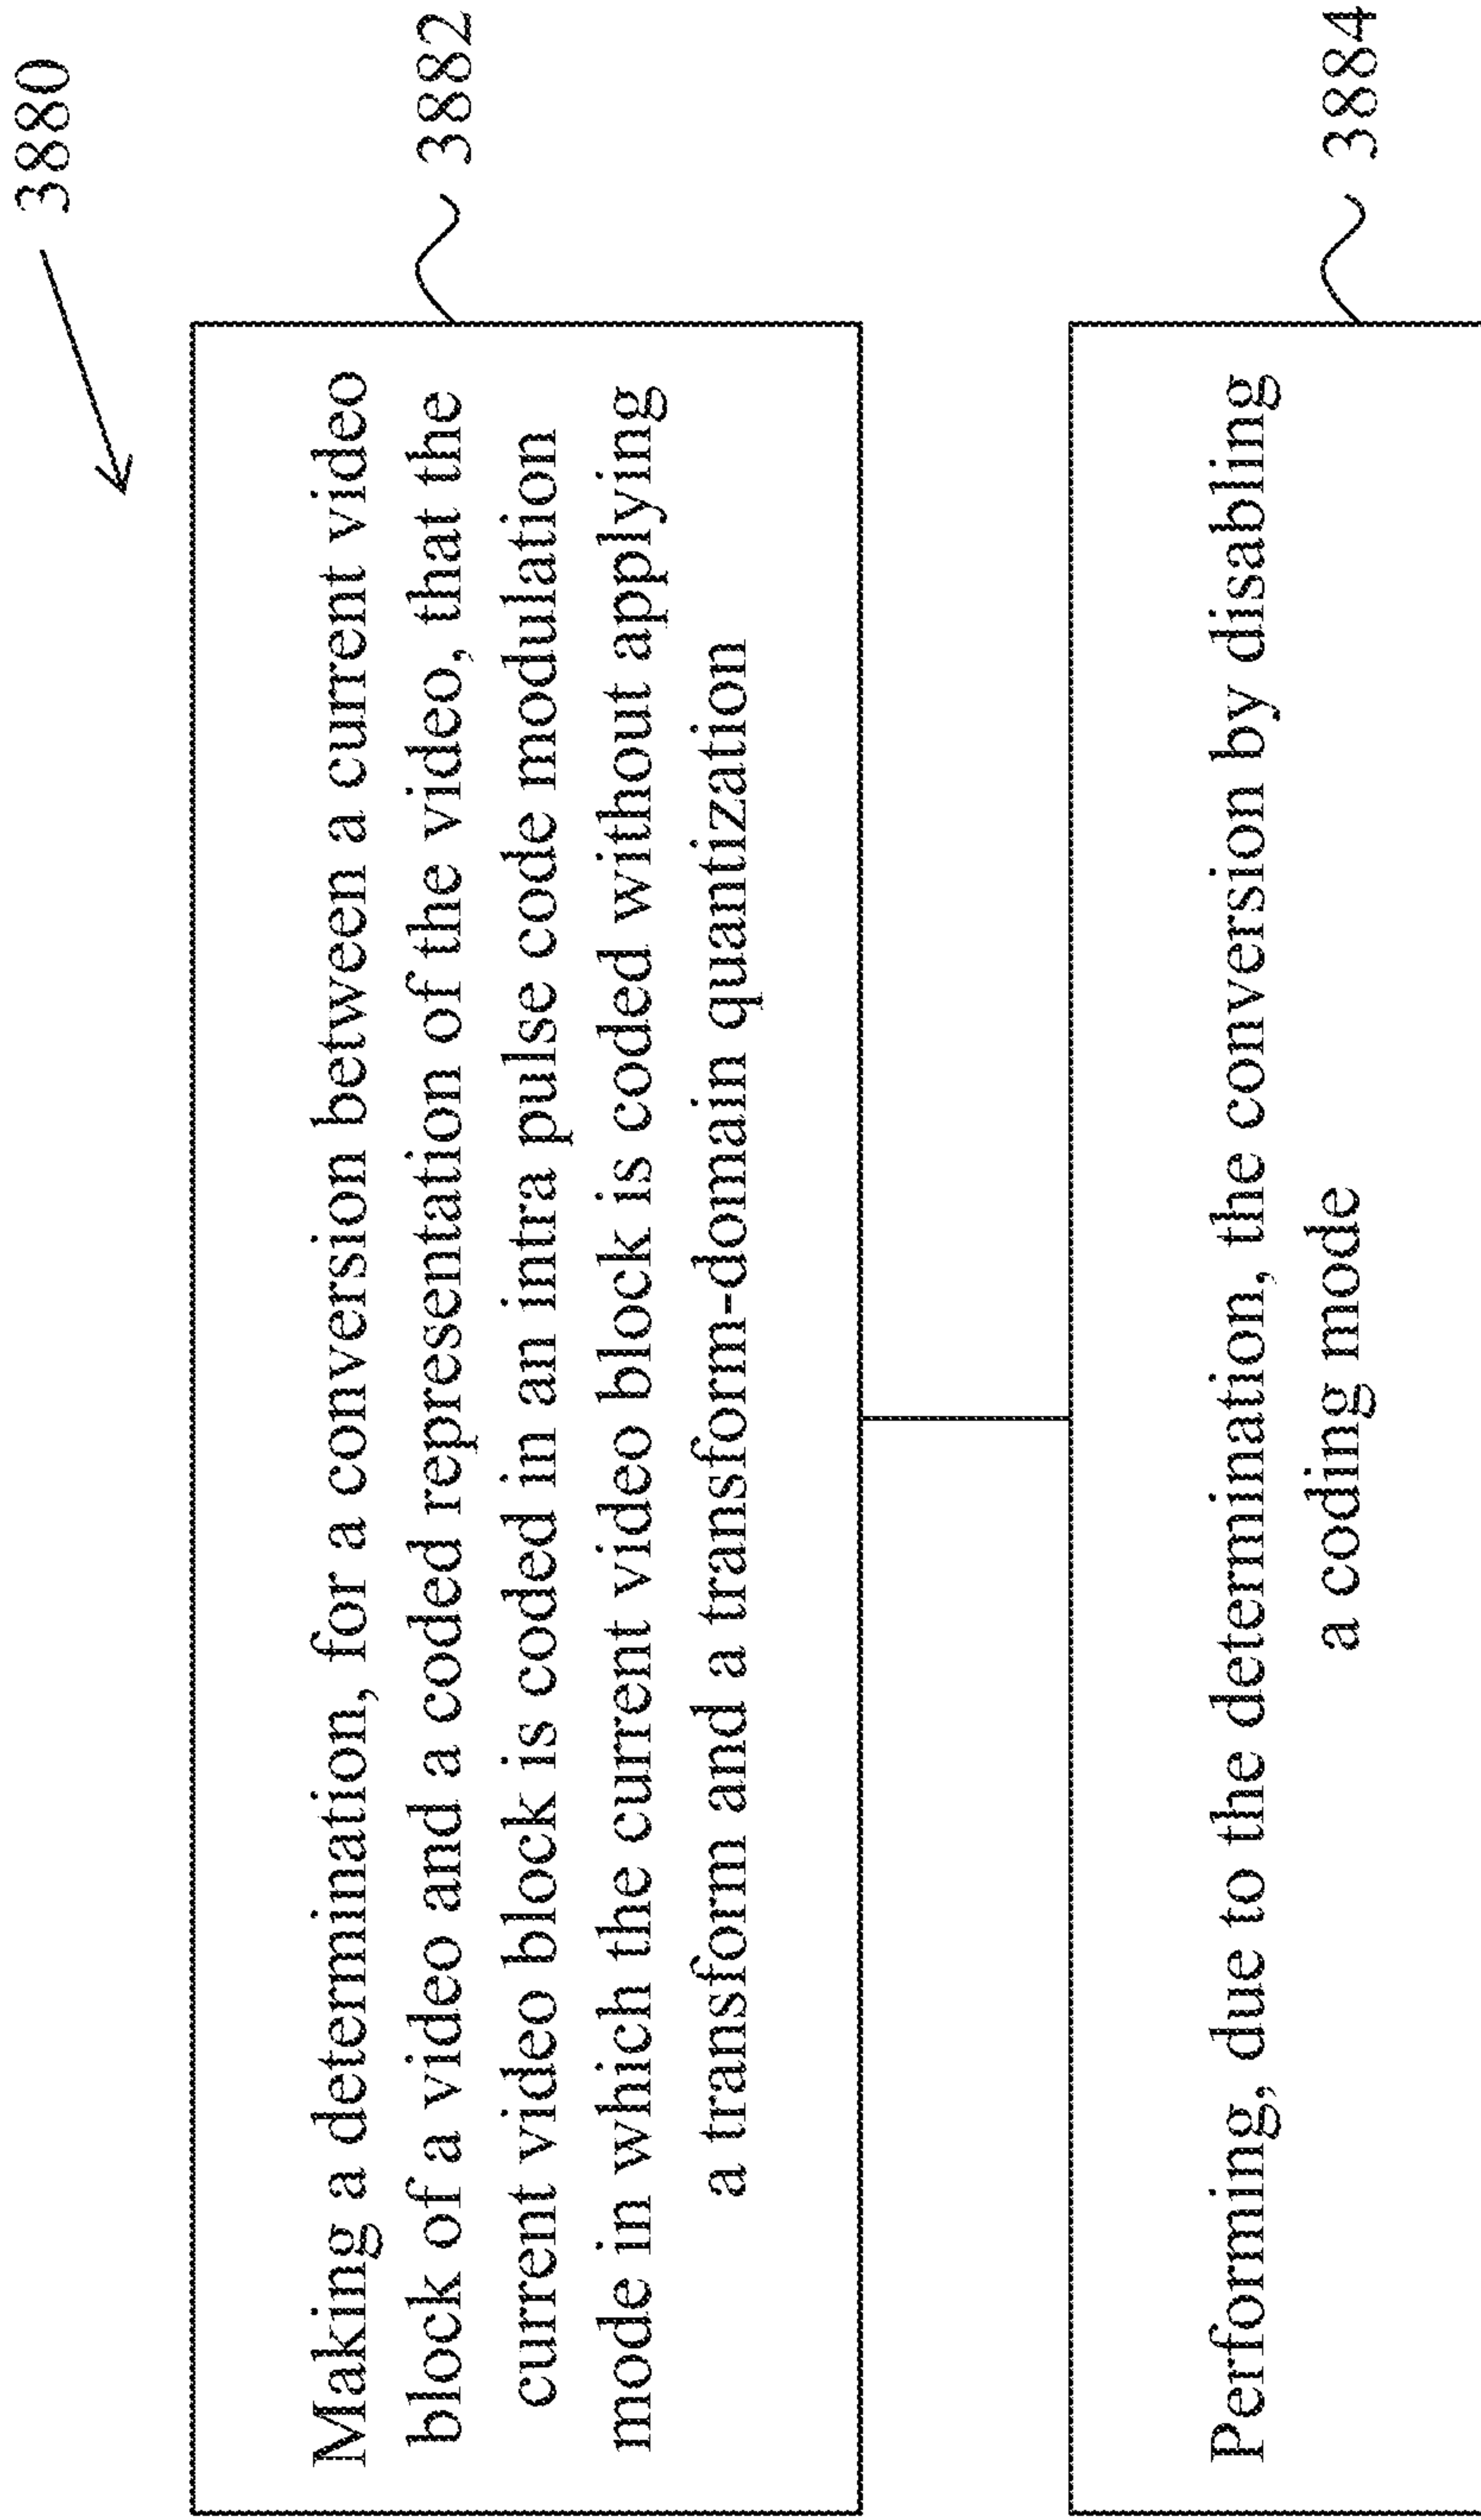 3880
Making a determination, for a conversion between a current video
block of a video and a coded representation of the video, that the
current video block is coded in an intra pulse code modulation
mode in which the current video block is coded without applying
a transform and a transform-domain quantization
3882
Performing, due to the determination, the conversion by disabling
a coding mode
3884